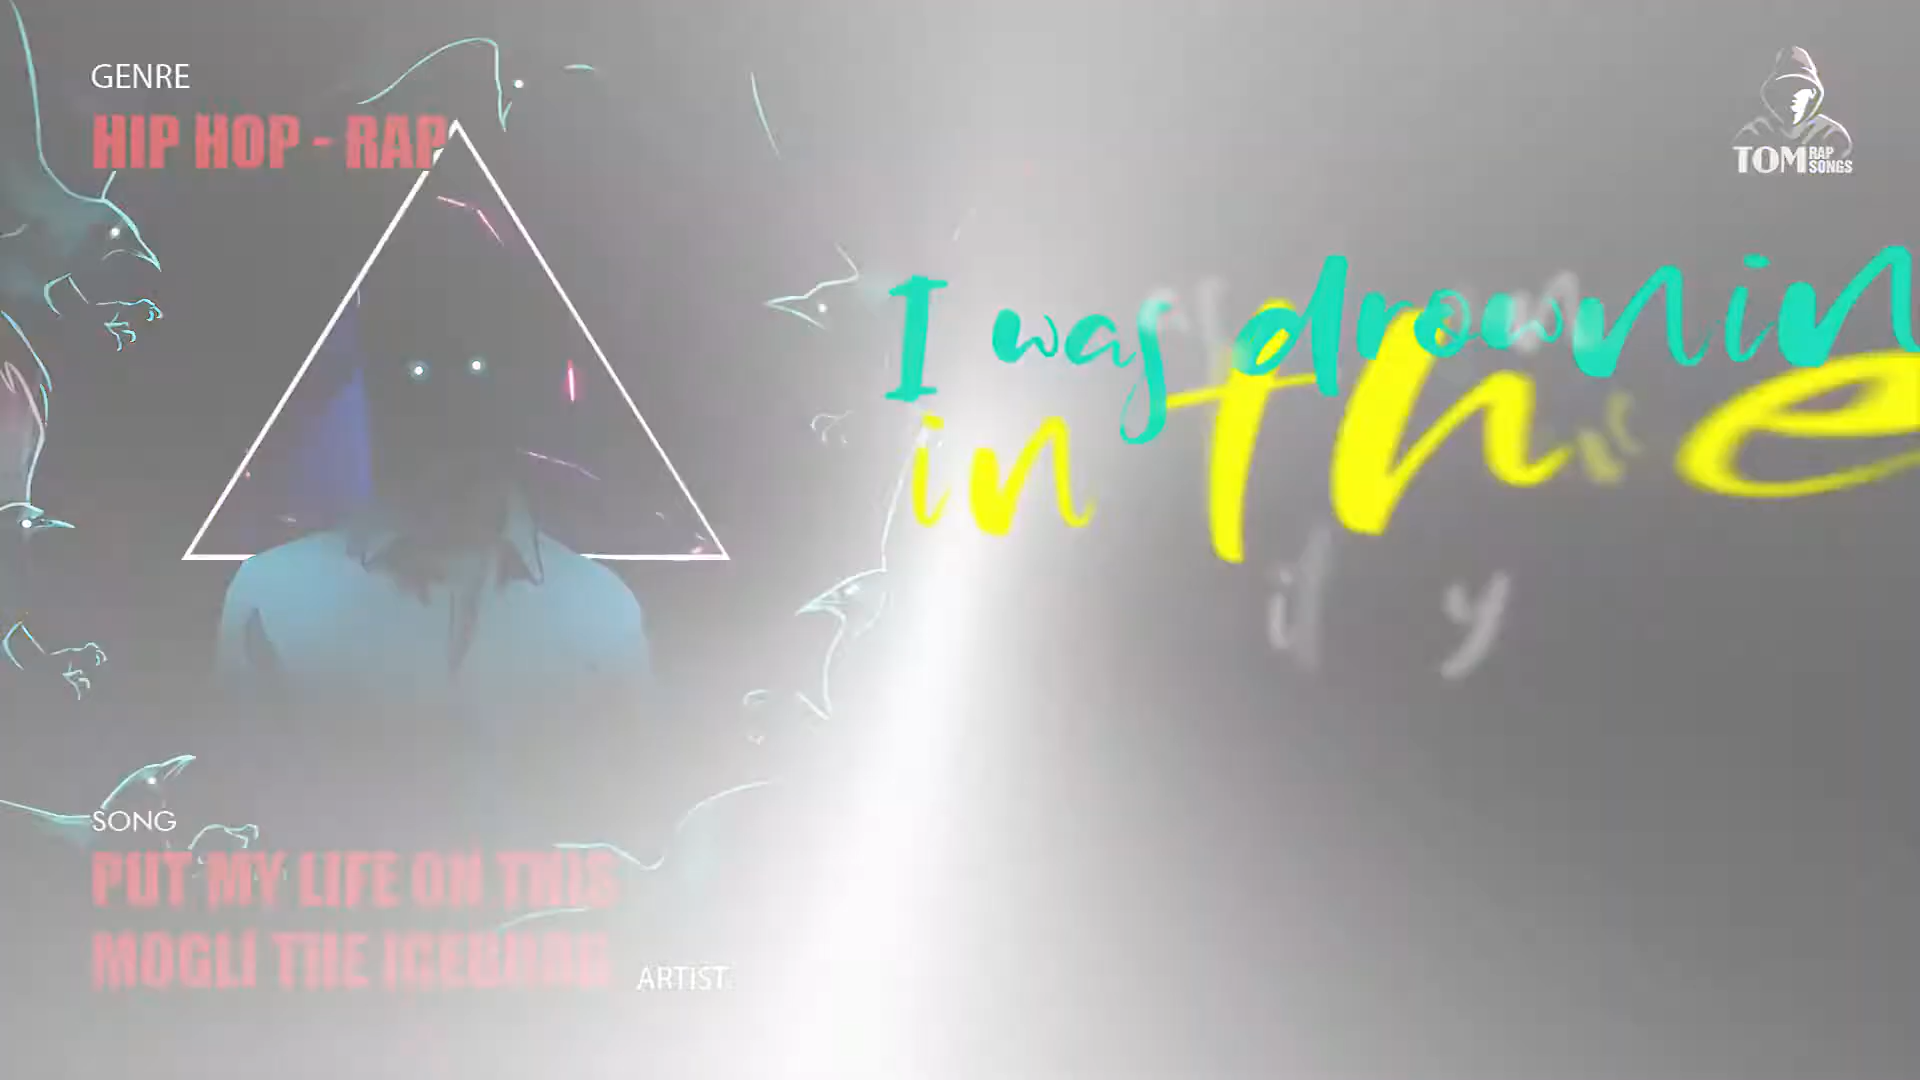 GENRE
HIP HOP - RAP
TOM RAP SONGS
I was drownin
in the
SONG
PUT MY LIFE ON THIS
MOGLI THE ICEBURG
ARTIST